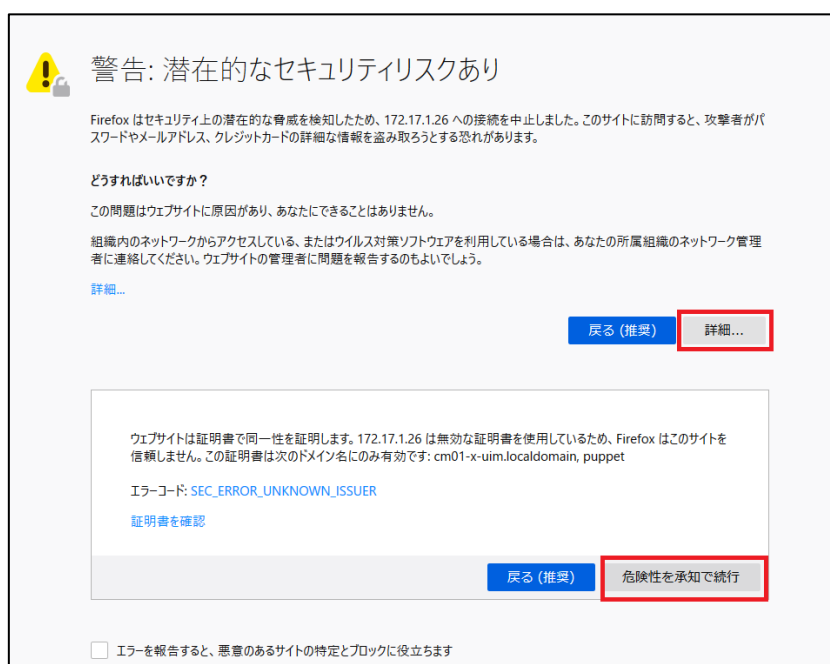 警告: 潜在的なセキュリティリスクあり
Firefox はセキュリティ上の潜在的な脅威を検知したため、172.17.1.26 への接続を中止しました。このサイトに訪問すると、攻撃者がパ
スワードやメールアドレス、クレジットカードの詳細な情報を盗み取ろうとする恐れがあります。
どうすればいいですか？
この問題はウェブサイトに原因があり、あなたにできることはありません。
組織内のネットワークからアクセスしている、またはウイルス対策ソフトウェアを利用している場合は、あなたの所属組織のネットワーク管理
者に連絡してください。ウェブサイトの管理者に問題を報告するのもよいでしょう。
詳細...
戻る (推奨) 詳細...
ウェブサイトは証明書で同一性を証明します。172.17.1.26 は無効な証明書を使用しているため、Firefox はこのサイトを
信頼しません。この証明書は次のドメイン名にのみ有効です: cm01-x-uim.localdomain, puppet
エラーコード: SEC_ERROR_UNKNOWN_ISSUER
証明書を確認
戻る (推奨) 危険性を承知で続行
エラーを報告すると、悪意のあるサイトの特定とブロックに役立ちます